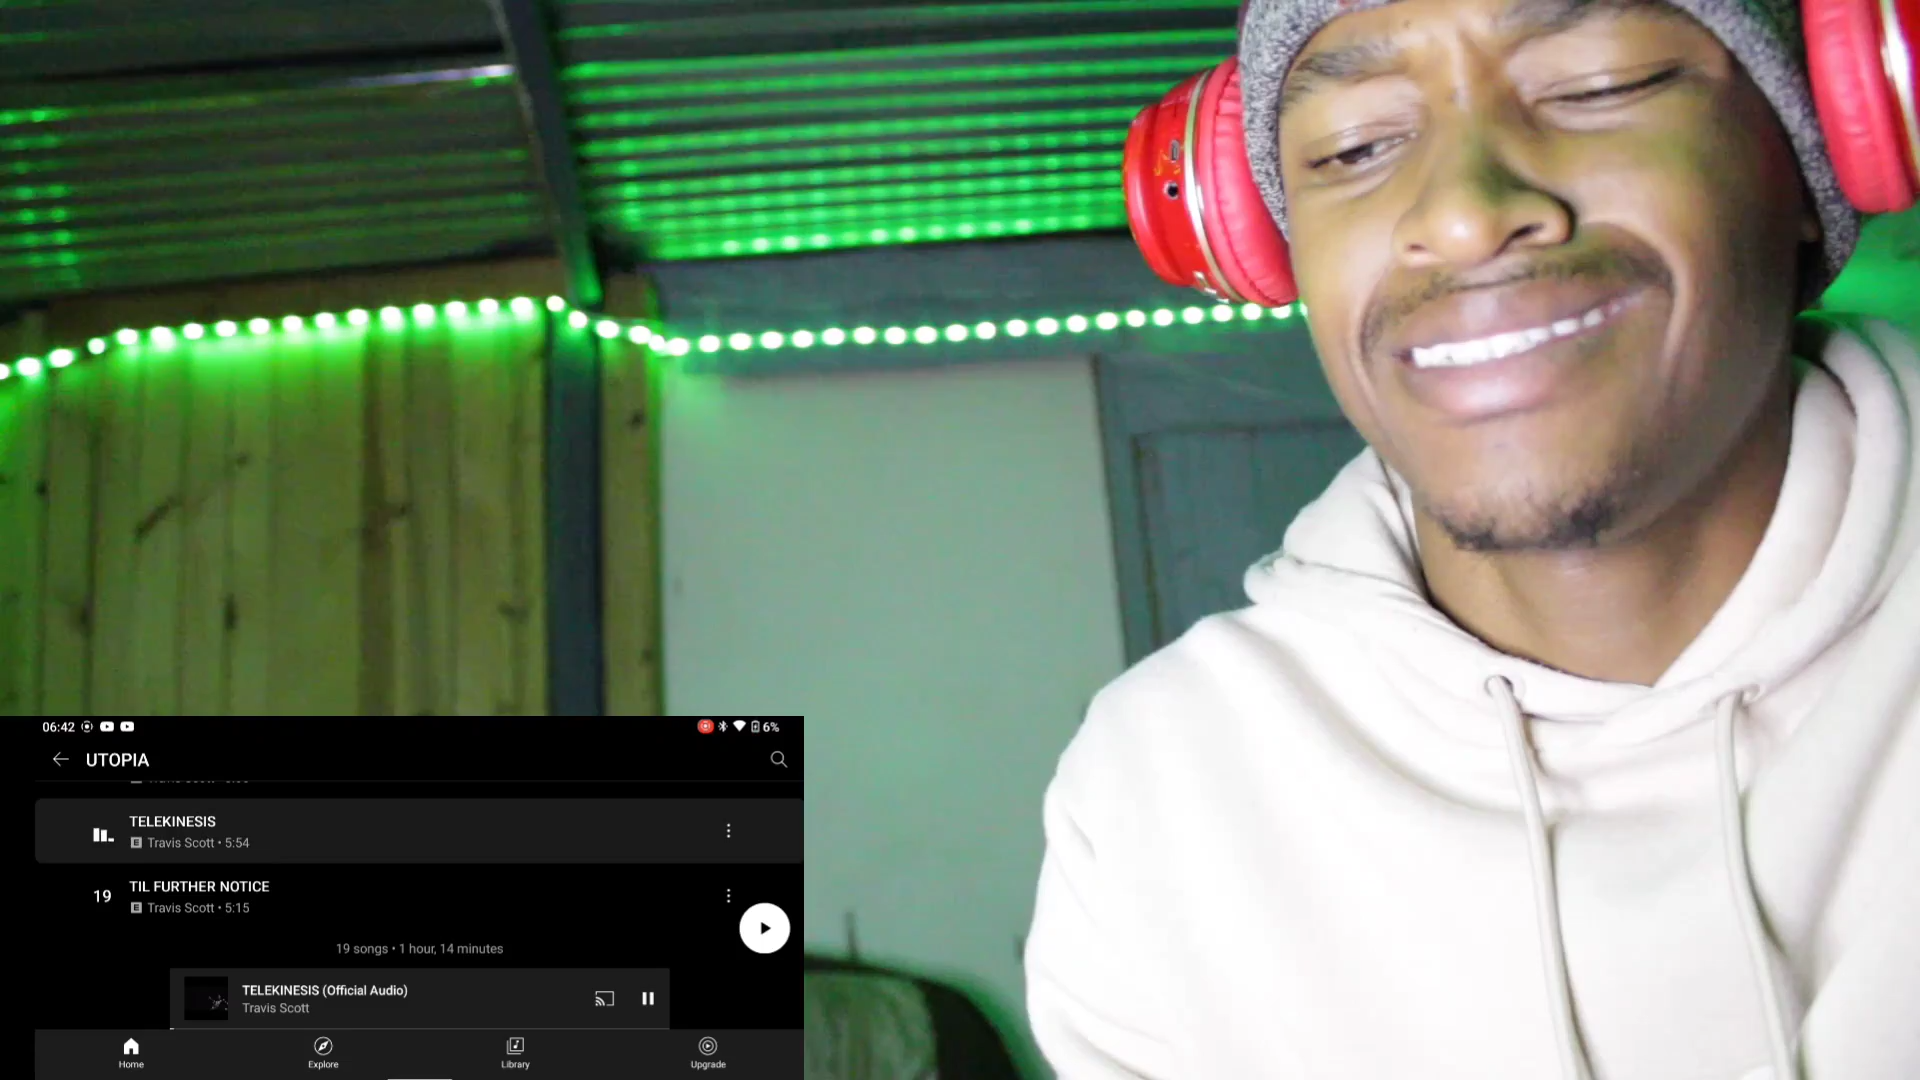 06:42
6%
UTOPIA
TELEKINESIS
E Travis Scott • 5:54
19
TIL FURTHER NOTICE
E Travis Scott • 5:15
19 songs • 1 hour, 14 minutes
TELEKINESIS (Official Audio)
Travis Scott
Home
Explore
Library
Upgrade